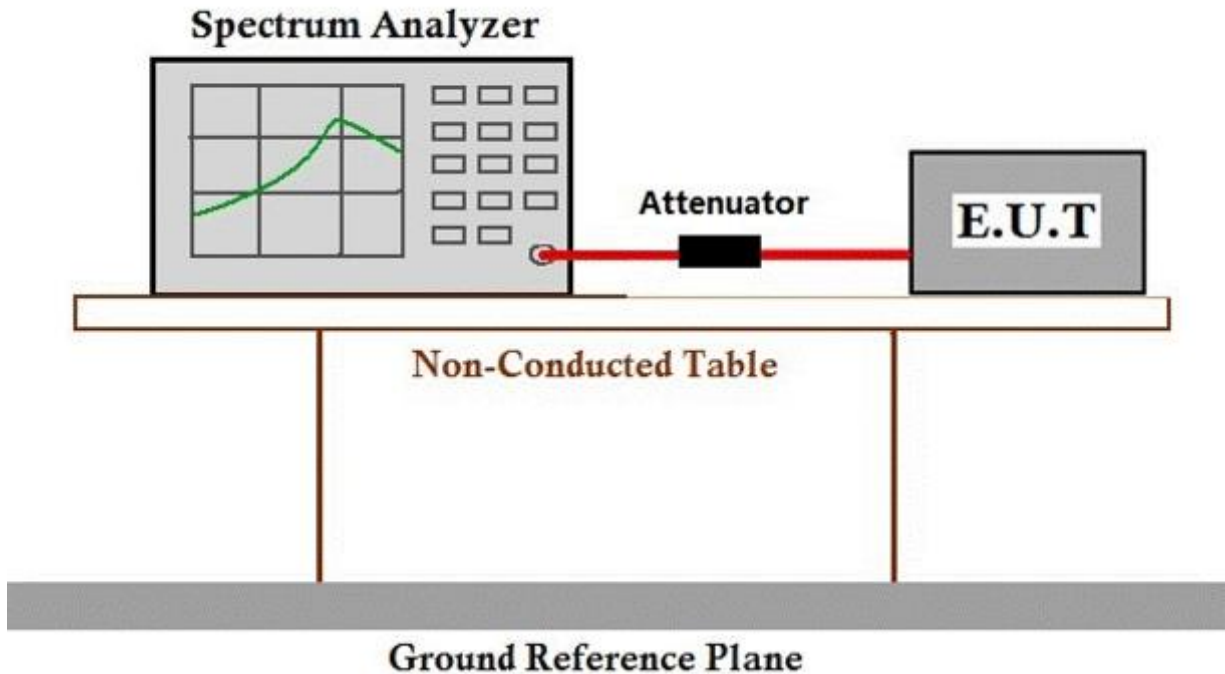 Spectrum Analyzer
Attenuator
E.U.T
Non-Conducted Table
Ground Reference Plane